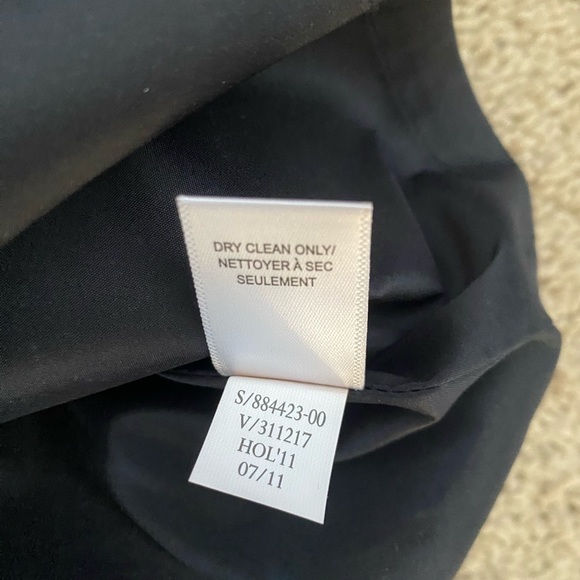 DRY CLEAN ONLY/
NETTOYER À SEC
SEULEMENT
S/884423-00
V/311217
HOL'11
07/11